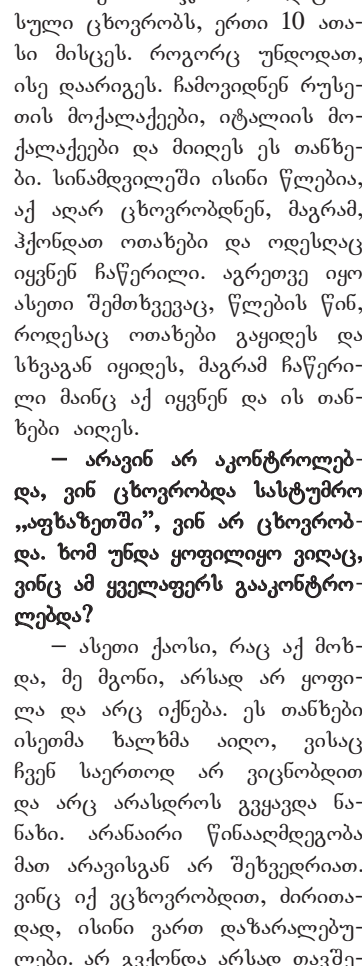 სული ცხოვრობს, ერთი 10 ათა-
სი მისცეს. როგორც უნდოდათ,
ისე დაარიგეს. ჩამოვიდნენ რუსე-
თის მოქალაქეები, იტალიის მო-
ქალაქეები და მიიღეს ეს თანხე-
ბი. სინამდვილეში ისინი წლებია,
აქ აღარ ცხოვრობდნენ, მაგრამ,
ჰქონდათ ოთახები და ოდესღაც
იყვნენ ჩაწერილი. აგრეთვე იყო
ასეთი შემთხვევაც, წლების წინ,
როდესაც ოთახები გაყიდეს და
სხვაგან იყიდეს, მაგრამ ჩაწერი-
ლი მაინც აქ იყვნენ და ის თან-
ხები აიღეს.
– არავინ არ აკონტროლებ-
და, ვინ ცხოვრობდა სასტუმრო
„აფხაზეთში”, ვინ არ ცხოვრობ-
და. ხომ უნდა ყოფილიყო ვიღაც,
ვინც ამ ყველაფერს გააკონტრო-
ლებდა?
– ასეთი ქაოსი, რაც აქ მოხ-
და, მე მგონი, არსად არ ყოფი-
ლა და არც იქნება. ეს თანხები
ისეთმა ხალხმა აიღო, ვისაც
ჩვენ საერთოდ არ ვიცნობდით
და არც არასდროს გვყავდა ნა-
ნახი. არანაირი წინააღმდეგობა
მათ არავისგან არ შეხვედრიათ.
ვინც იქ ვცხოვრობდით, ძირითა-
დად, ისინი ვართ დაზარალებუ-
ლები. არ გვქონდა არსად თავშე-